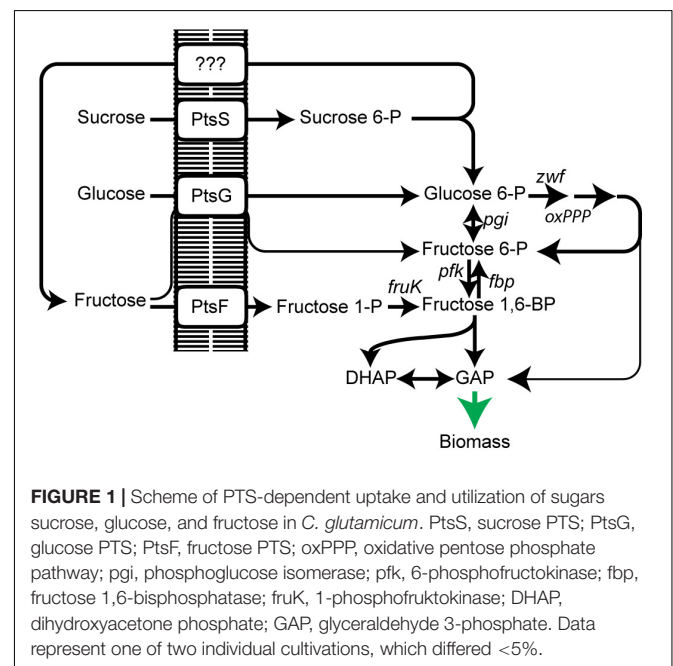 ???
Sucrose PtsS Sucrose 6-P
Glucose PtsG Glucose 6-P zwf
oxPPP
pgi
Fructose 6-P
pfk fbp
Fructose PtsF Fructose 1-P fruK Fructose 1,6-BP
DHAP GAP
Biomass
FIGURE 1 | Scheme of PTS-dependent uptake and utilization of sugars
sucrose, glucose, and fructose in C. glutamicum. PtsS, sucrose PTS; PtsG,
glucose PTS; PtsF, fructose PTS; oxPPP, oxidative pentose phosphate
pathway; pgi, phosphoglucose isomerase; pfk, 6-phosphofructokinase; fbp,
fructose 1,6-bisphosphatase; fruK, 1-phosphofruktokinase; DHAP,
dihydroxyacetone phosphate; GAP, glyceraldehyde 3-phosphate. Data
represent one of two individual cultivations, which differed <5%.